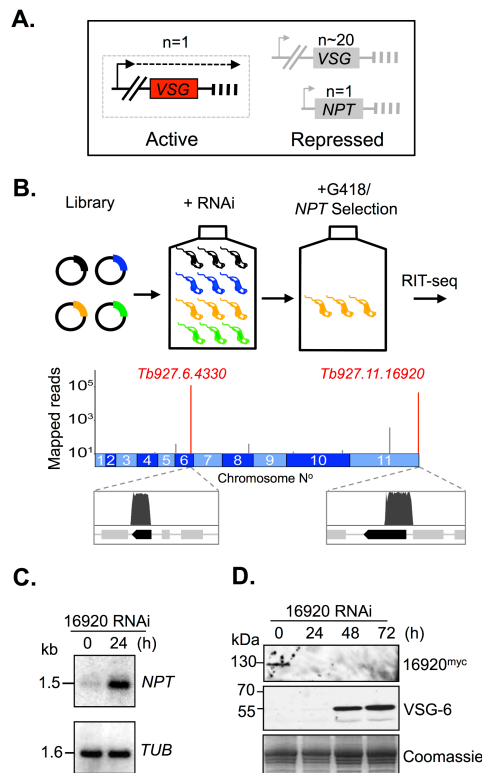 A.
n=1
VSG
Active
n~20
VSG
n=1
NPT
Repressed
B.
Library
+ RNAi
+G418/
NPT Selection
RIT-seq
Mapped reads
10⁵
10³
10¹
Tb927.6.4330
Tb927.11.16920
1 2 3 4 5 6 7 8 9 10 11
Chromosome Nº
C.
16920 RNAi
0 24 (h)
kb
1.5 NPT
1.6 TUB
D.
16920 RNAi
kDa 0 24 48 72 (h)
130 16920ᵐʸᶜ
70
55 VSG-6
Coomassie